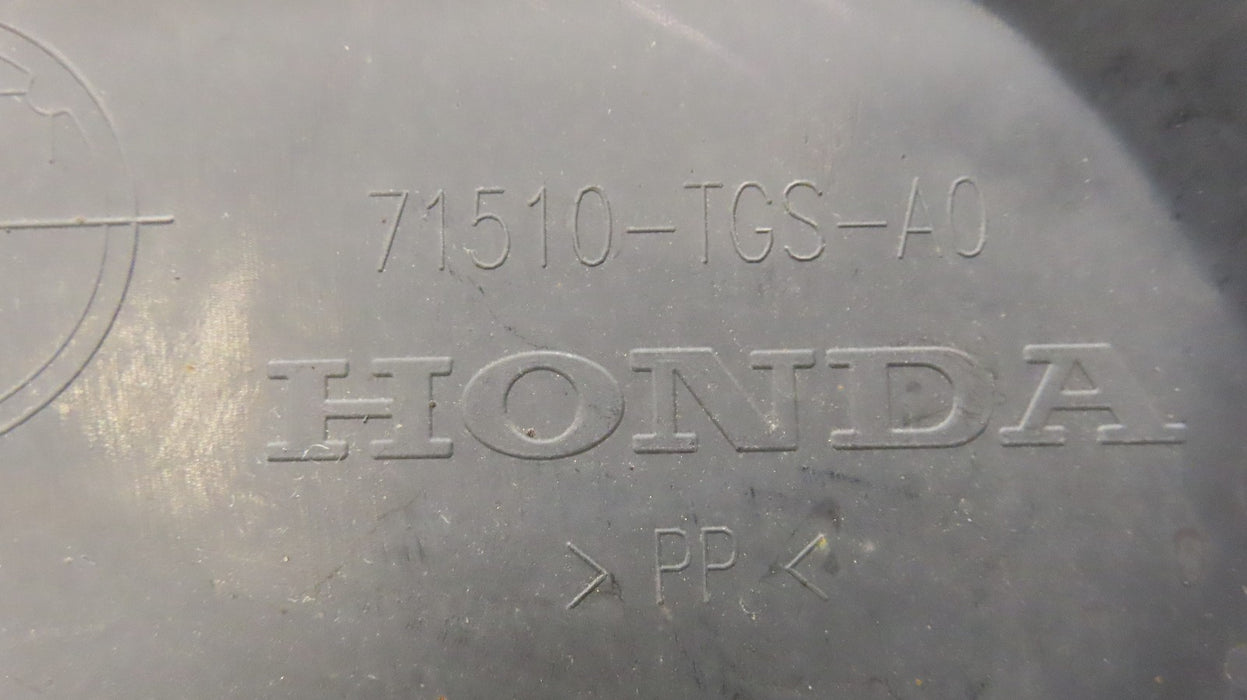 71510-TGS-A0
HONDA
> PP <